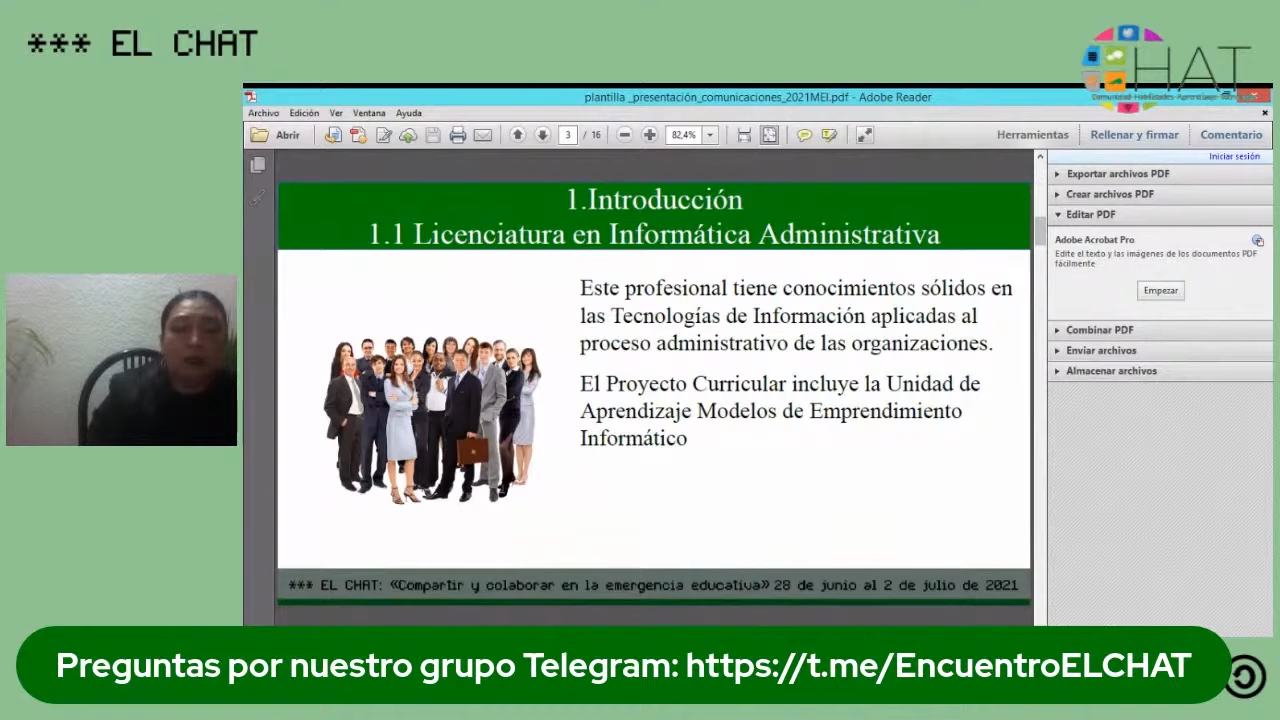 *** EL CHAT
HAT
plantilla _presentación_comunicaciones_2021MEI.pdf - Adobe Reader
Archivo Edición Ver Ventana Ayuda
Abrir 3 / 16 82,4% Herramientas Rellenar y firmar Comentario
Iniciar sesión
Exportar archivos PDF
Crear archivos PDF
Editar PDF
Adobe Acrobat Pro
Edite el texto y las imágenes de los documentos PDF
fácilmente
Empezar
Combinar PDF
Enviar archivos
Almacenar archivos
1.Introducción
1.1 Licenciatura en Informática Administrativa
Este profesional tiene conocimientos sólidos en
las Tecnologías de Información aplicadas al
proceso administrativo de las organizaciones.
El Proyecto Curricular incluye la Unidad de
Aprendizaje Modelos de Emprendimiento
Informático
*** EL CHAT: «Compartir y colaborar en la emergencia educativa» 28 de junio al 2 de julio de 2021
Preguntas por nuestro grupo Telegram: https://t.me/EncuentroELCHAT